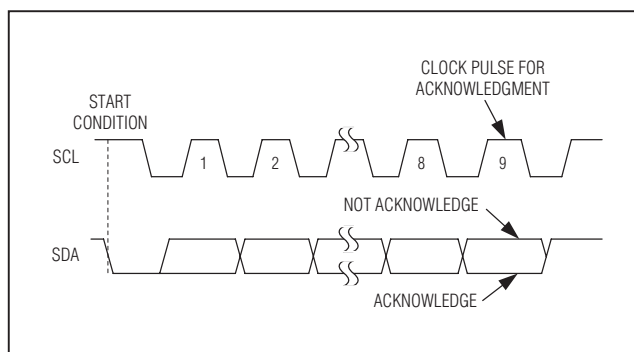 CLOCK PULSE FOR
ACKNOWLEDGMENT
START
CONDITION
SCL
1
2
8
9
NOT ACKNOWLEDGE
SDA
ACKNOWLEDGE